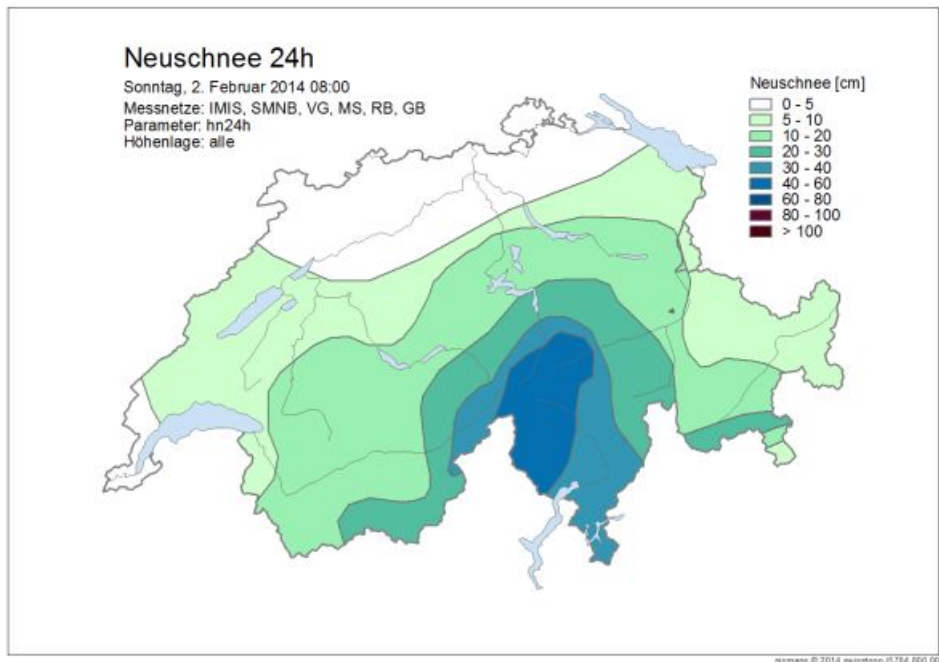 Neuschnee 24h
Sonntag, 2. Februar 2014 08:00
Messnetze: IMIS, SMNB, VG, MS, RB, GB
Parameter: hn24h
Höhenlage: alle
Neuschnee [cm]
0 - 5
5 - 10
10 - 20
20 - 30
30 - 40
40 - 60
60 - 80
80 - 100
> 100
© 2014